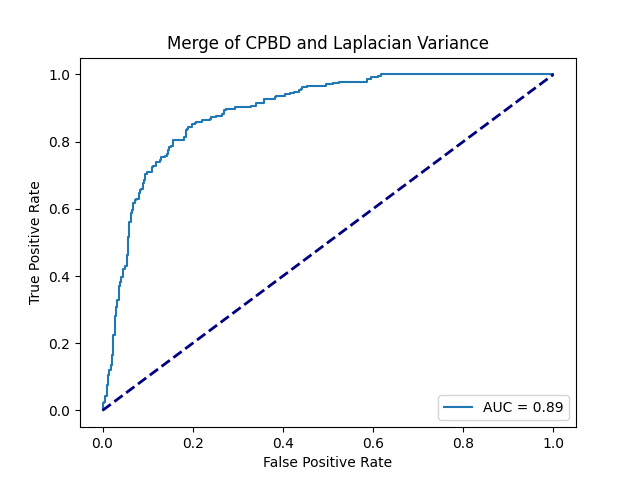 Merge of CPBD and Laplacian Variance
1.0
0.8
0.6
0.4
0.2
0.0
True Positive Rate
AUC = 0.89
0.0 0.2 0.4 0.6 0.8 1.0
False Positive Rate